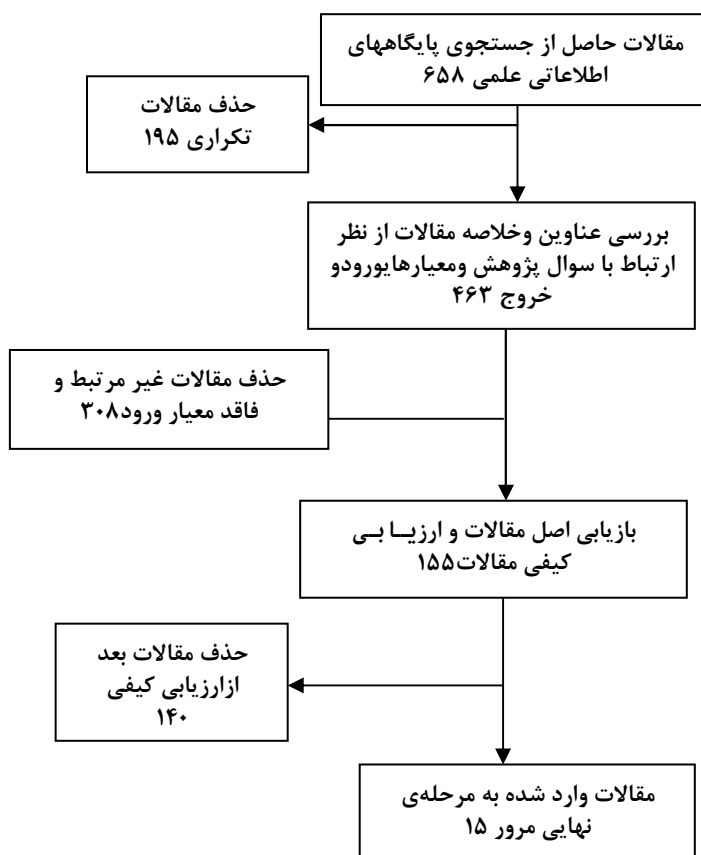 مقالات حاصل از جستجوی پایگاههای
اطلاعاتی علمی ۶۵۸
حذف مقالات
تکراری ۱۹۵
بررسی عناوین وخلاصه مقالات از نظر
ارتباط با سوال پژوهش ومعیارهایورودو
خروج ۴۶۳
حذف مقالات غیر مرتبط و
فاقد معیار ورود۳۰۸
بازیابی اصل مقالات و ارزیــا بــی
کیفی مقالات۱۵۵
حذف مقالات بعد
ازارزیابی کیفی
۱۴۰
مقالات وارد شده به مرحله‌ی
نهایی مرور ۱۵